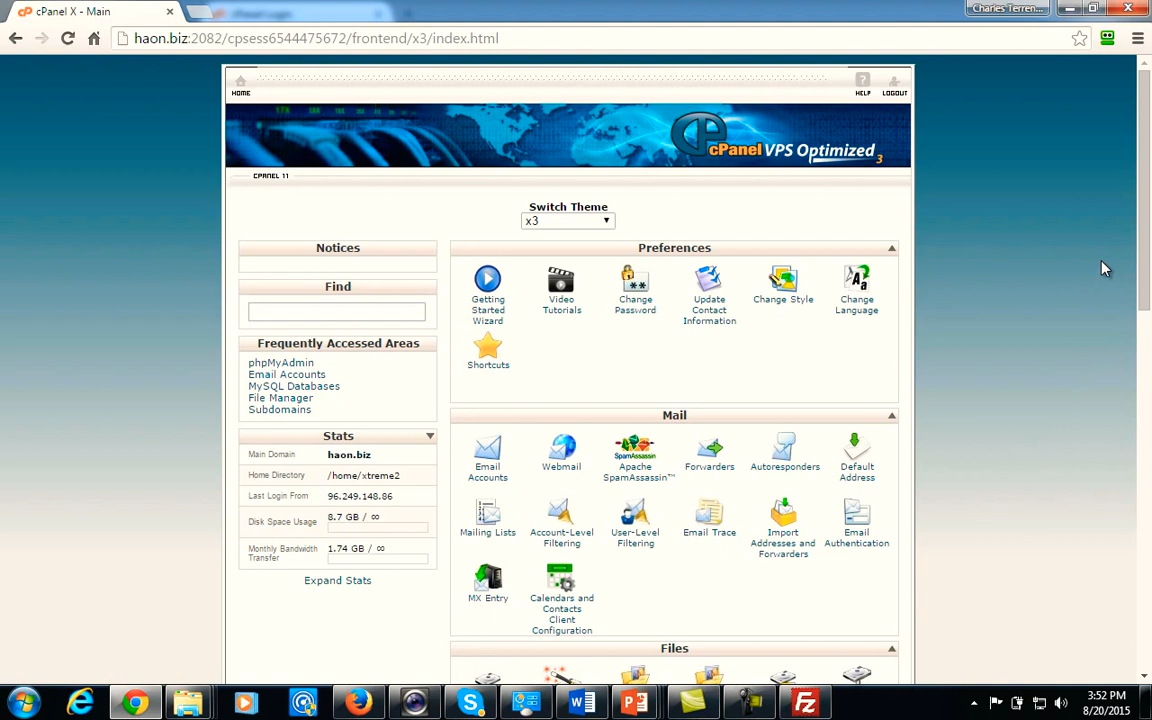 cPanel X - Main
cPanel Login
Charles Terren...
haon.biz:2082/cpsess6544475672/frontend/x3/index.html
HOME
HELP
LOGOUT
cPanel VPS Optimized 3
CPANEL 11
Switch Theme
x3
Notices
Find
Frequently Accessed Areas
phpMyAdmin
Email Accounts
MySQL Databases
File Manager
Subdomains
Stats
Main Domain haon.biz
Home Directory /home/xtreme2
Last Login From 96.249.148.86
Disk Space Usage 8.7 GB / ∞
Monthly Bandwidth
Transfer
1.74 GB / ∞
Expand Stats
Preferences
Getting
Started
Wizard
Video
Tutorials
Change
Password
Update
Contact
Information
Change Style
Change
Language
Shortcuts
Mail
Email
Accounts
Webmail
Apache
SpamAssassin™
Forwarders
Autoresponders
Default
Address
Mailing Lists
Account-Level
Filtering
User-Level
Filtering
Email Trace
Import
Addresses and
Forwarders
Email
Authentication
MX Entry
Calendars and
Contacts
Client
Configuration
Files
3:52 PM
8/20/2015